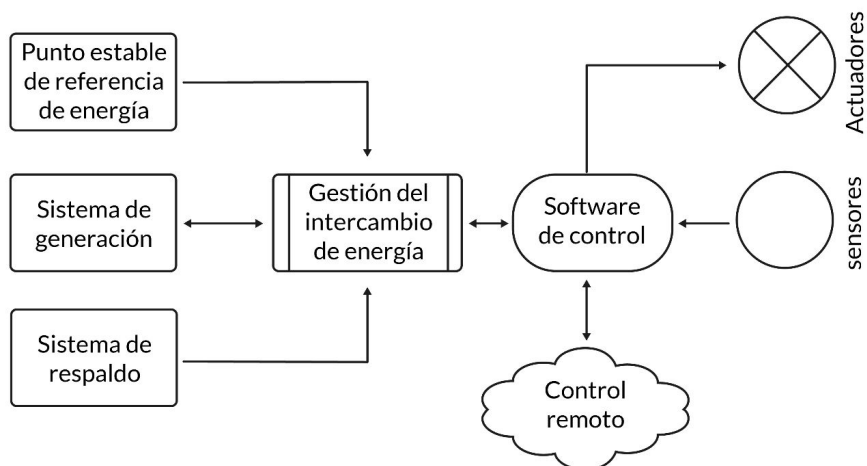 Punto estable
de referencia
de energía
Sistema de
generación
Sistema de
respaldo
Gestión del
intercambio
de energía
Software
de control
Control
remoto
Actuadores
sensores